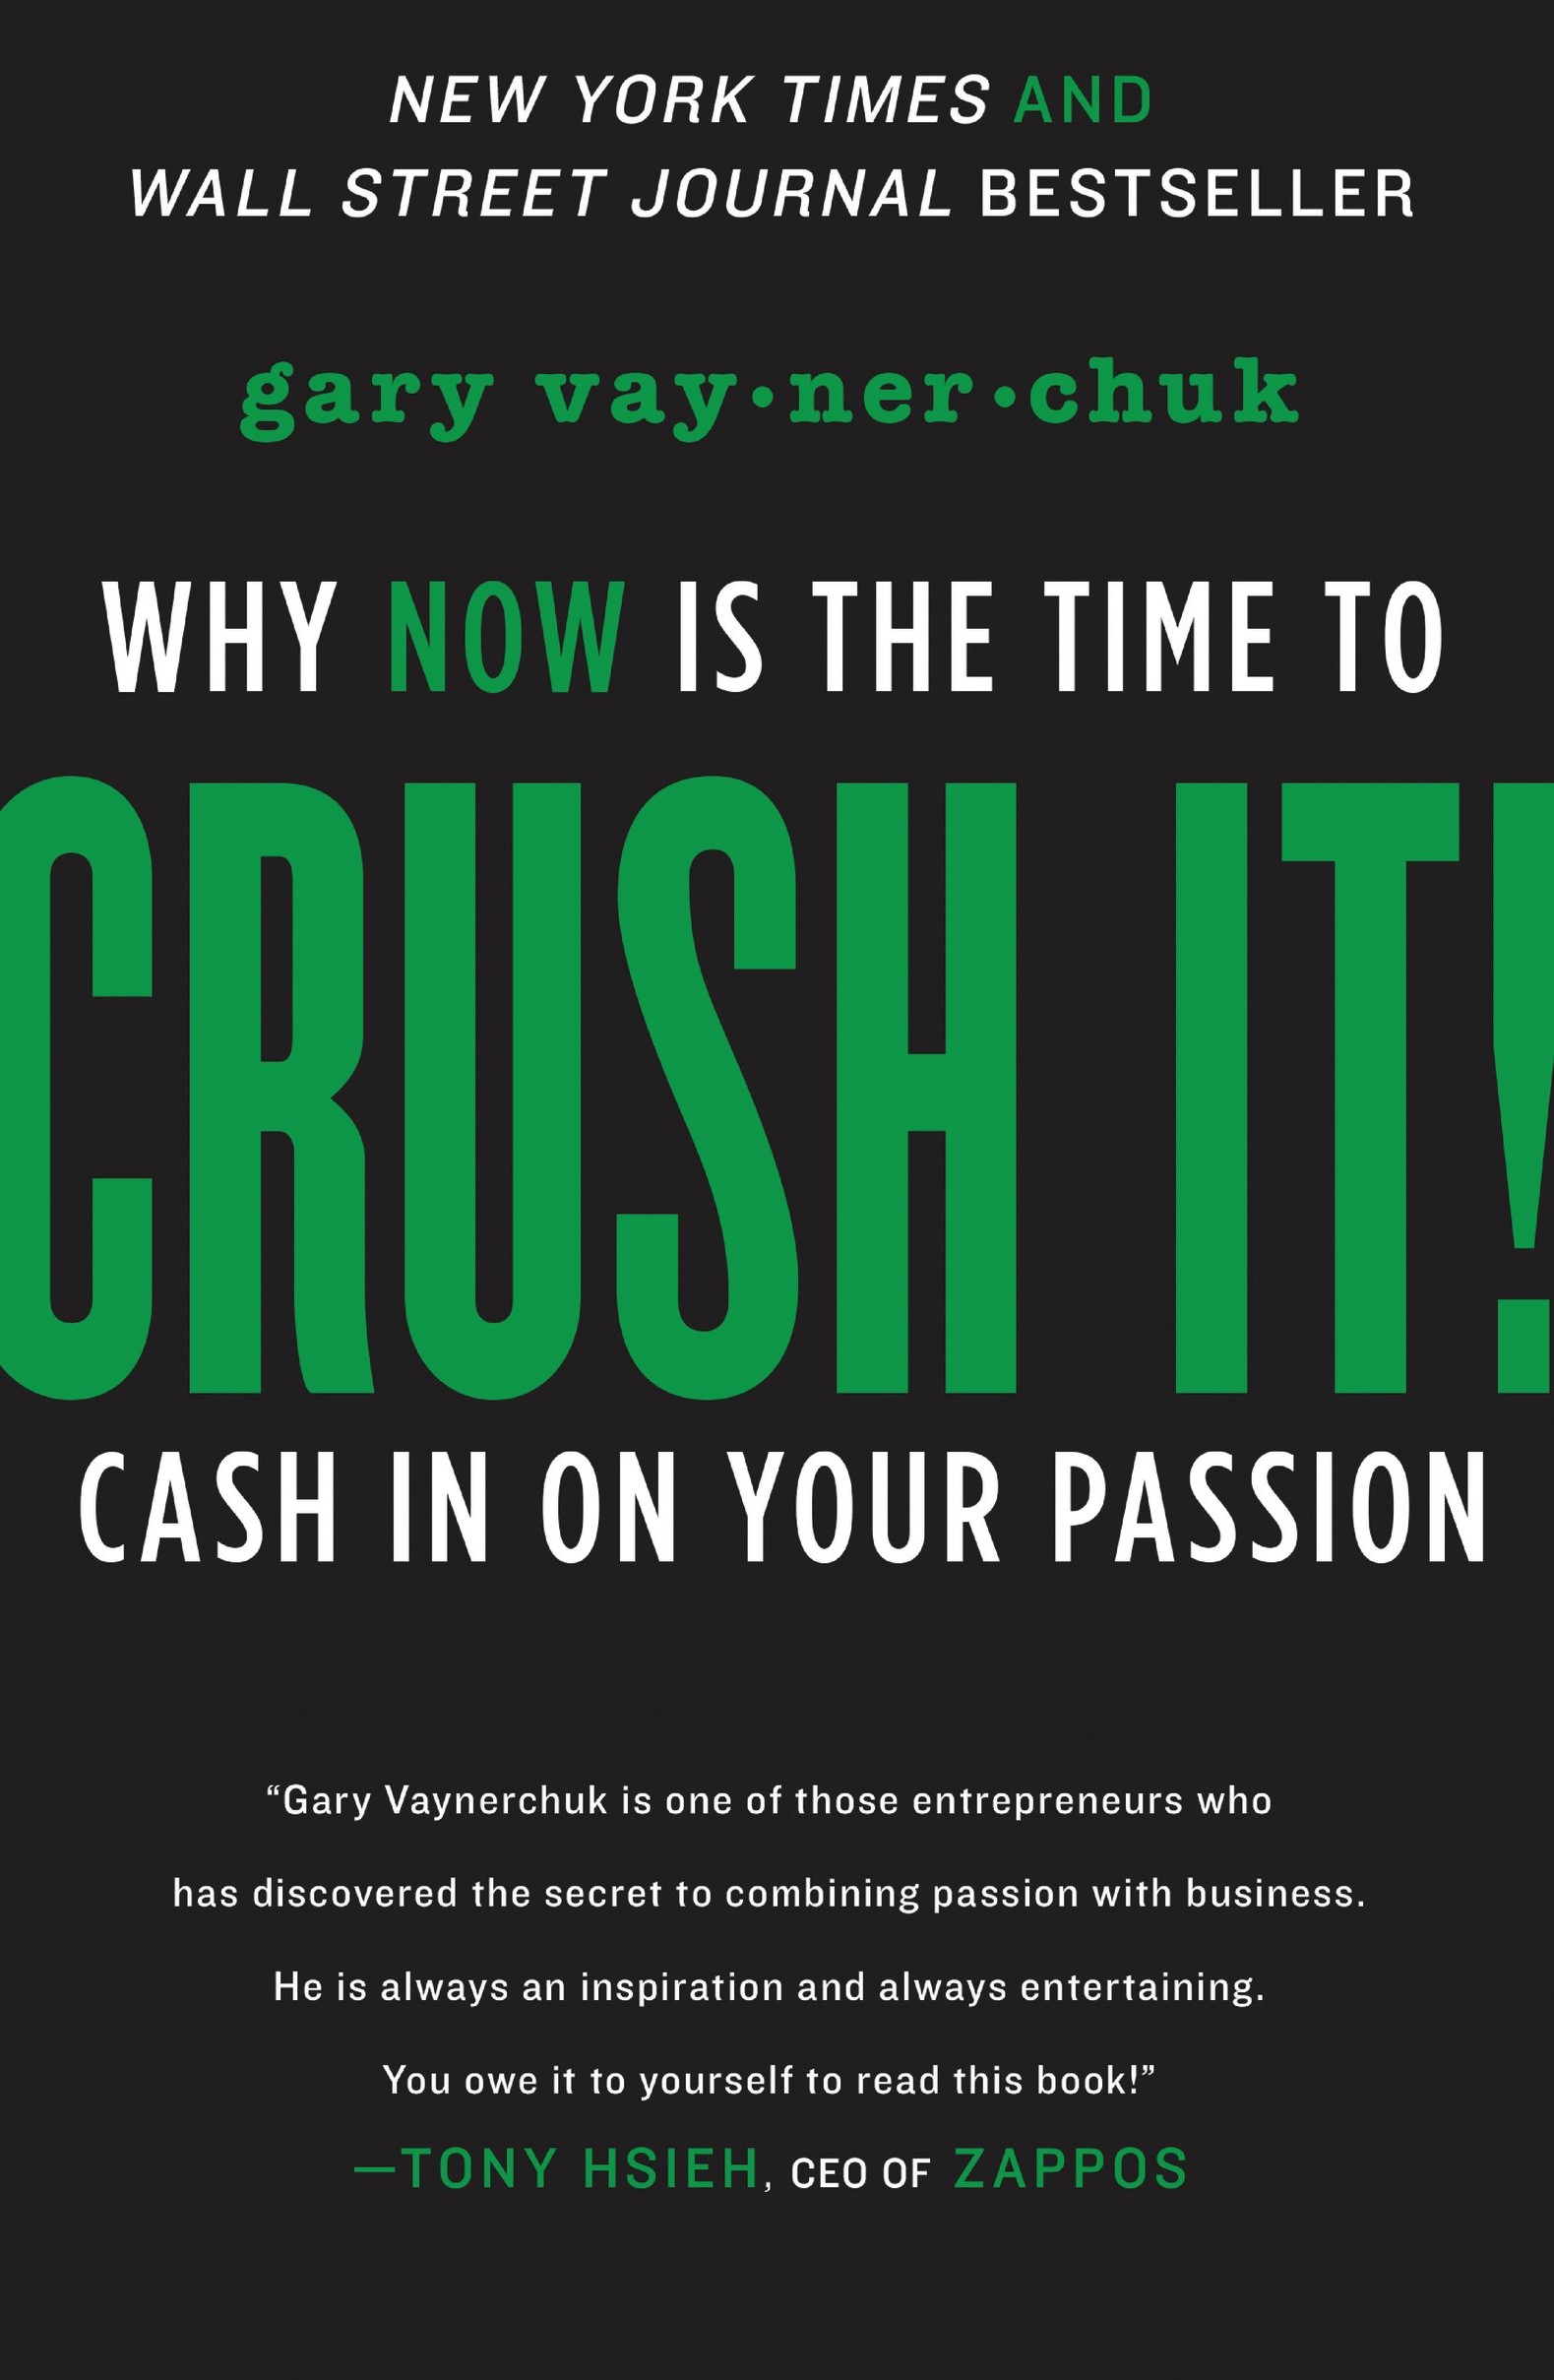 NEW YORK TIMES AND
WALL STREET JOURNAL BESTSELLER
gary vay·ner·chuk
WHY NOW IS THE TIME TO
CRUSH IT!
CASH IN ON YOUR PASSION
“Gary Vaynerchuk is one of those entrepreneurs who
has discovered the secret to combining passion with business.
He is always an inspiration and always entertaining.
You owe it to yourself to read this book!”
—TONY HSIEH, CEO OF ZAPPOS